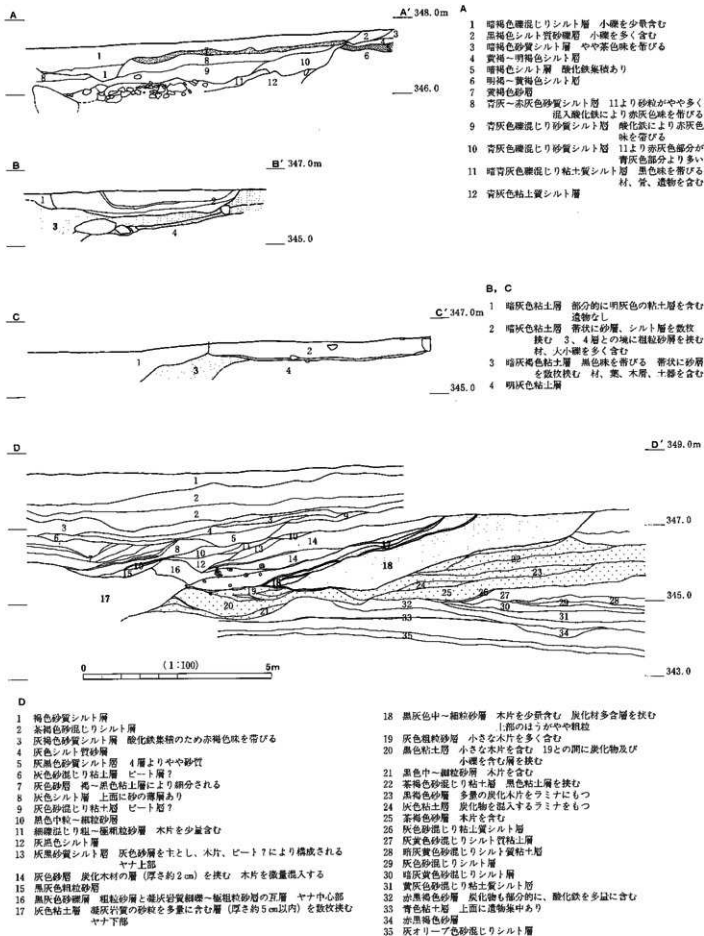 A
A' 348.0m
346.0
A
1 暗褐色礫混じりシルト層 小礫を少量含む
2 黒褐色シルト質砂礫層 小礫を多く含む
3 暗褐色砂質シルト層 やや茶色味を帯びる
4 黄褐～明褐色シルト層
5 暗褐色シルト層 酸化鉄集積あり
6 明褐～黄褐色シルト層
7 黄褐色砂層
8 青灰～赤灰色砂質シルト層 11より砂粒がやや多く
混入酸化鉄により赤灰色味を帯びる
9 青灰色礫混じり砂質シルト層 酸化鉄により赤灰色
味を帯びる
10 青灰色礫混じり砂質シルト層 11より赤灰色部分が
青灰色部分より多い
11 暗青灰色礫混じり粘土質シルト層 黒色味を帯びる
材、骨、遺物を含む
12 青灰色粘土質シルト層
B
B' 347.0m
345.0
C
C' 347.0m
345.0
B, C
1 暗灰色粘土層 部分的に明灰色の粘土層を含む
遺物なし
2 暗灰色粘土層 帯状に砂層、シルト層を数枚
挟む 3、4層との境に粗粒砂層を挟む
材、大小礫を多く含む
3 暗灰褐色粘土層 黒色味を帯びる 帯状に砂層
を数枚挟む 材、葉、木屑、土器を含む
4 明灰色粘土層
D
D' 349.0m
347.0
345.0
343.0
0 (1:100) 5m
D
1 褐色砂質シルト層
2 茶褐色砂混じりシルト層
3 灰褐色砂質シルト層 酸化鉄集積のため赤褐色味を帯びる
4 灰色シルト質砂層
5 灰黒色砂質シルト層 4層よりやや砂質
6 灰色砂混じり粘土層 ピート層?
7 灰色砂層 褐～黒色粘土層により細分される
8 灰色シルト層 上面に砂の薄層あり
9 灰色砂混じり粘土層 ピート層?
10 黒色中粒～細粒砂層
11 細礫混じり粗～極粗粒砂層 木片を少量含む
12 灰黒色シルト層
13 灰黒砂質シルト層 灰色砂層を主とし、木片、ピート?により構成される
ヤナ上部
14 灰色砂層 炭化木材の層(厚さ約2㎝)を挟む 木片を微量混入する
15 黒灰色粗粒砂層
16 黒灰色砂礫層 粗粒砂層と凝灰岩質細礫～極粗粒砂層の互層 ヤナ中心部
17 灰色粘土層 凝灰岩質の砂粒を多量に含む層(厚さ約5㎝以内)を数枚挟む
ヤナ下部
18 黒灰色中～細粒砂層 木片を少量含む 炭化材多含層を挟む
上部のほうがやや粗粒
19 灰色粗粒砂層 小さな木片を多く含む
20 黒色粘土層 小さな木片を含む 19との間に炭化物及び
小礫を含む層を挟む
21 黒色中～細粒砂層 木片を含む
22 茶褐色砂混じり粘土層 黒色粘土層を挟む
23 黒褐色砂層 多量の炭化木片をラミナにもつ
24 灰色粘土層 炭化物を混入するラミナをもつ
25 茶褐色砂層 木片を含む
26 灰色砂混じり粘土質シルト層
27 灰黄色砂混じりシルト質粘土層
28 暗灰黄色砂混じりシルト質粘土層
29 灰色砂混じりシルト層
30 暗灰黄色砂混じりシルト質層
31 黄灰色砂混じり粘土質シルト層
32 赤黒褐色砂層 炭化物も部分的に、酸化鉄を多量に含む
33 青色粘土層 上面に遺物集中あり
34 赤黒褐色砂層
35 灰オリーブ色砂混じりシルト層